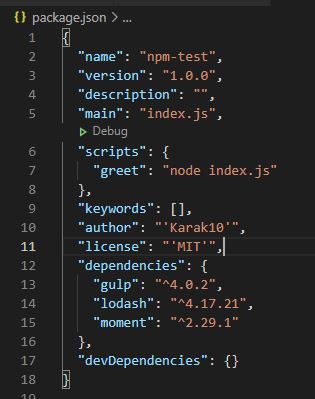 {} package.json > ...
1 {
2 "name": "npm-test",
3 "version": "1.0.0",
4 "description": "",
5 "main": "index.js",
Debug
6 "scripts": {
7 "greet": "node index.js"
8 },
9 "keywords": [],
10 "author": "'Karak10'",
11 "license": "'MIT'",
12 "dependencies": {
13 "gulp": "^4.0.2",
14 "lodash": "^4.17.21",
15 "moment": "^2.29.1"
16 },
17 "devDependencies": {}
18 }